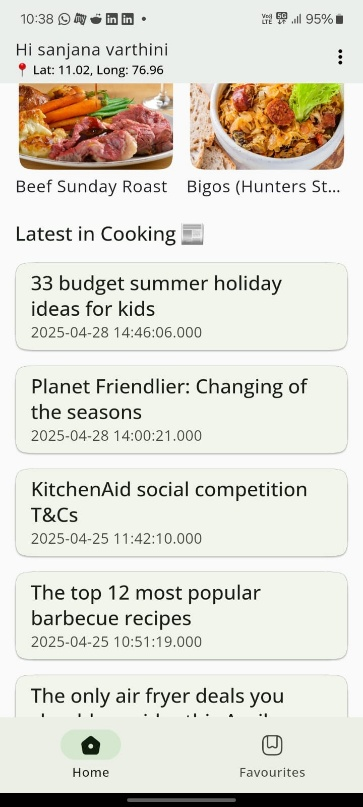 10:38
Vo) LTE 5G 95%
Hi sanjana varthini
Lat: 11.02, Long: 76.96
Beef Sunday Roast
Bigos (Hunters St...
Latest in Cooking
33 budget summer holiday
ideas for kids
2025-04-28 14:46:06.000
Planet Friendlier: Changing of
the seasons
2025-04-28 14:00:21.000
KitchenAid social competition
T&Cs
2025-04-25 11:42:10.000
The top 12 most popular
barbecue recipes
2025-04-25 10:51:19.000
The only air fryer deals you
Home
Favourites